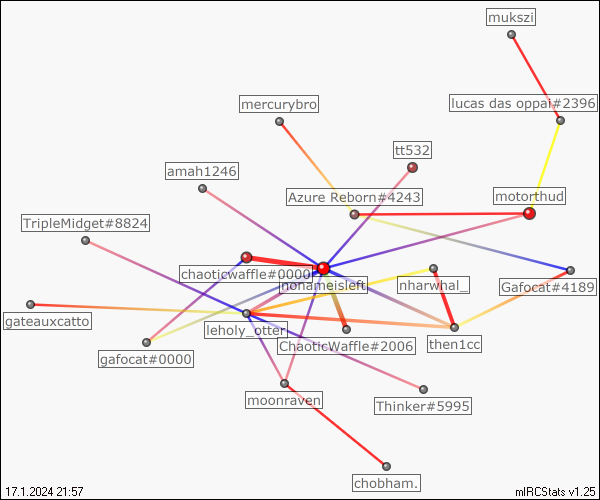 mukszi
mercurybro
lucas das oppai#2396
tt532
amah1246
Azure Reborn#4243
motorthud
TripleMidget#8824
chaoticwaffle#0000
nonameisleft
nharwhal_
Gafocat#4189
gateauxcatto
leholy_otter
gafocat#0000
ChaoticWaffle#2006
then1cc
moonraven
Thinker#5995
chobham.
17.1.2024 21:57
mIRCStats v1.25